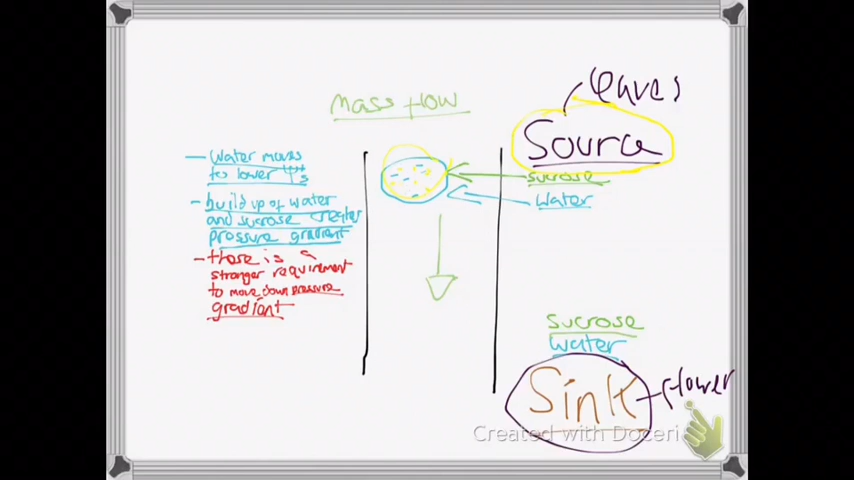 leaves
mass flow
Source
sucrose
water
- water moves
to lower Ψs
- build up of water
and sucrose creates
pressure gradient
- there is a
stronger requirement
to move down pressure
gradient
sucrose
water
Sink - flower
Created with Doceri